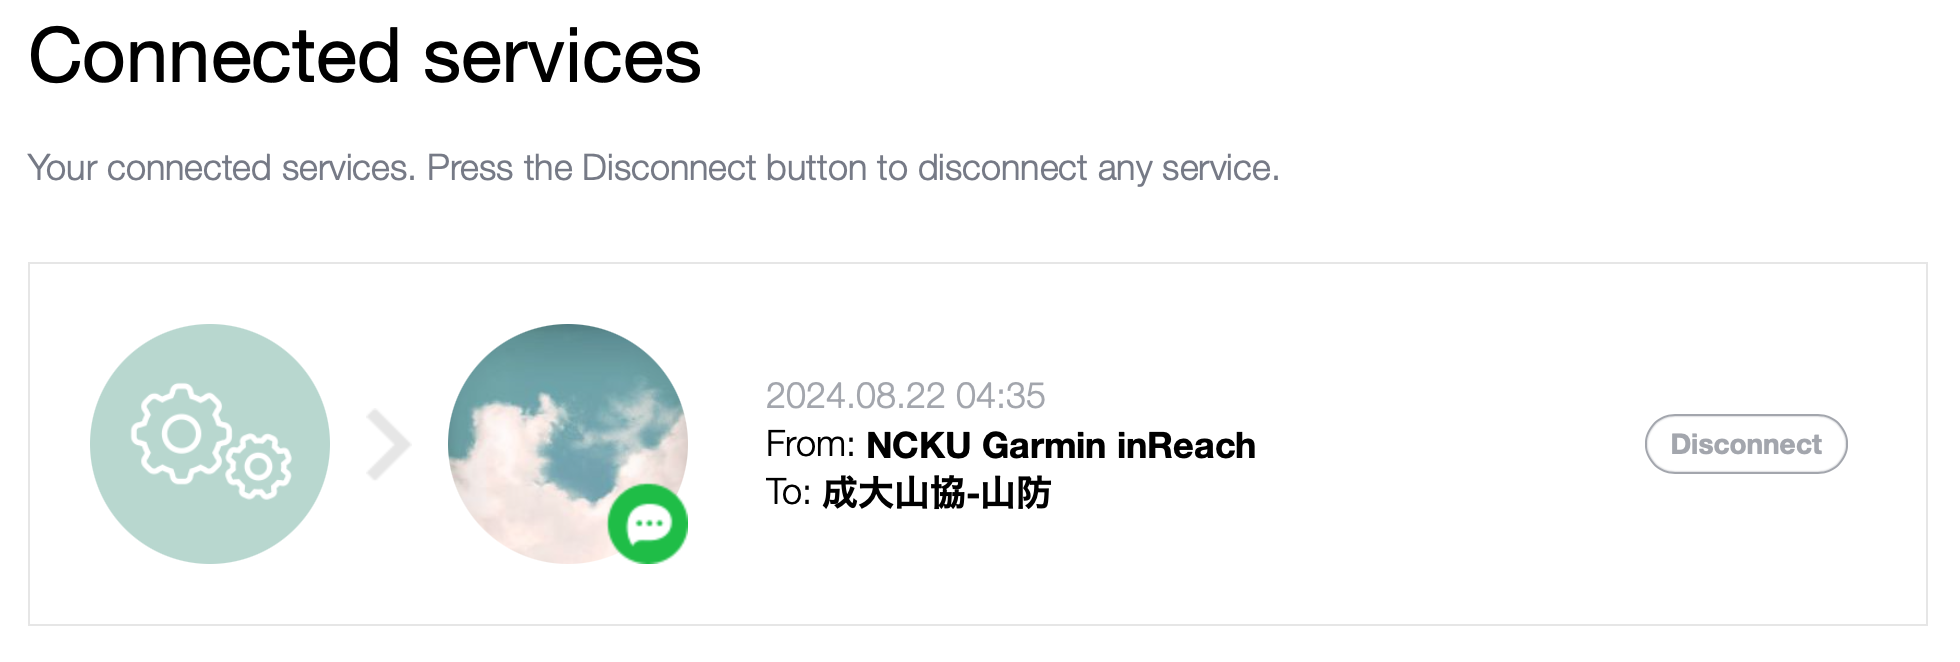 Connected services
Your connected services. Press the Disconnect button to disconnect any service.
2024.08.22 04:35
From: NCKU Garmin inReach
To: 成大山協-山防
Disconnect